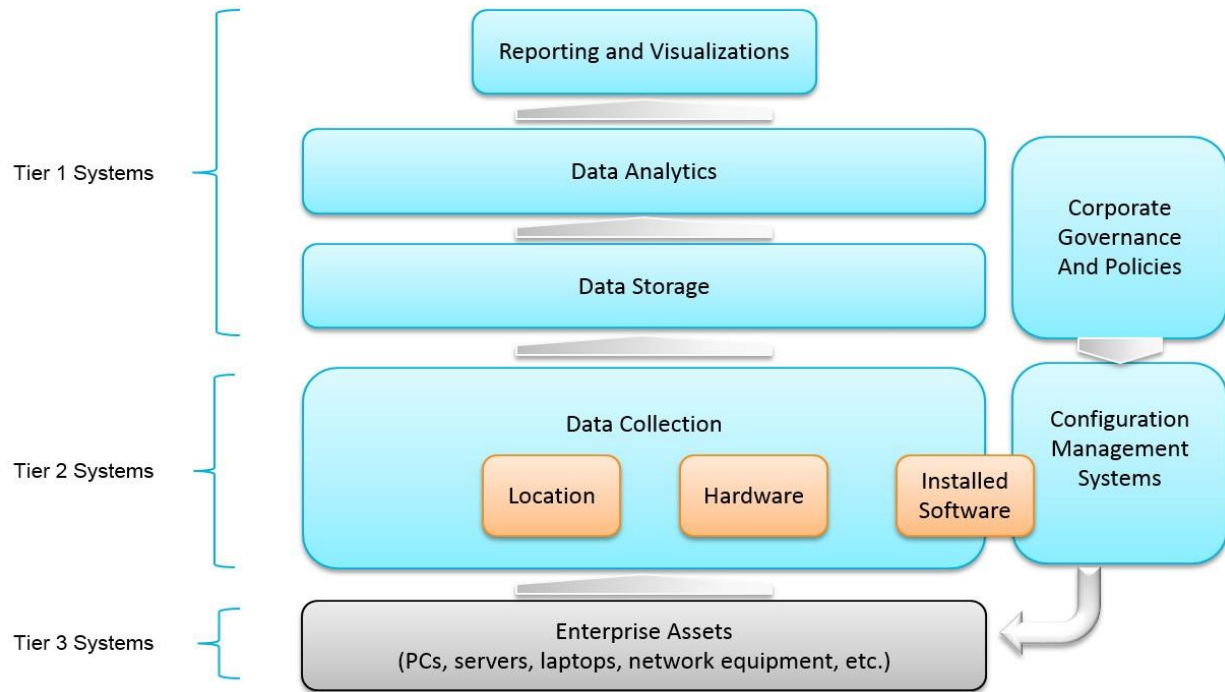 Reporting and Visualizations
Tier 1 Systems
Data Analytics
Data Storage
Corporate
Governance
And Policies
Tier 2 Systems
Data Collection
Location
Hardware
Installed
Software
Configuration
Management
Systems
Tier 3 Systems
Enterprise Assets
(PCs, servers, laptops, network equipment, etc.)